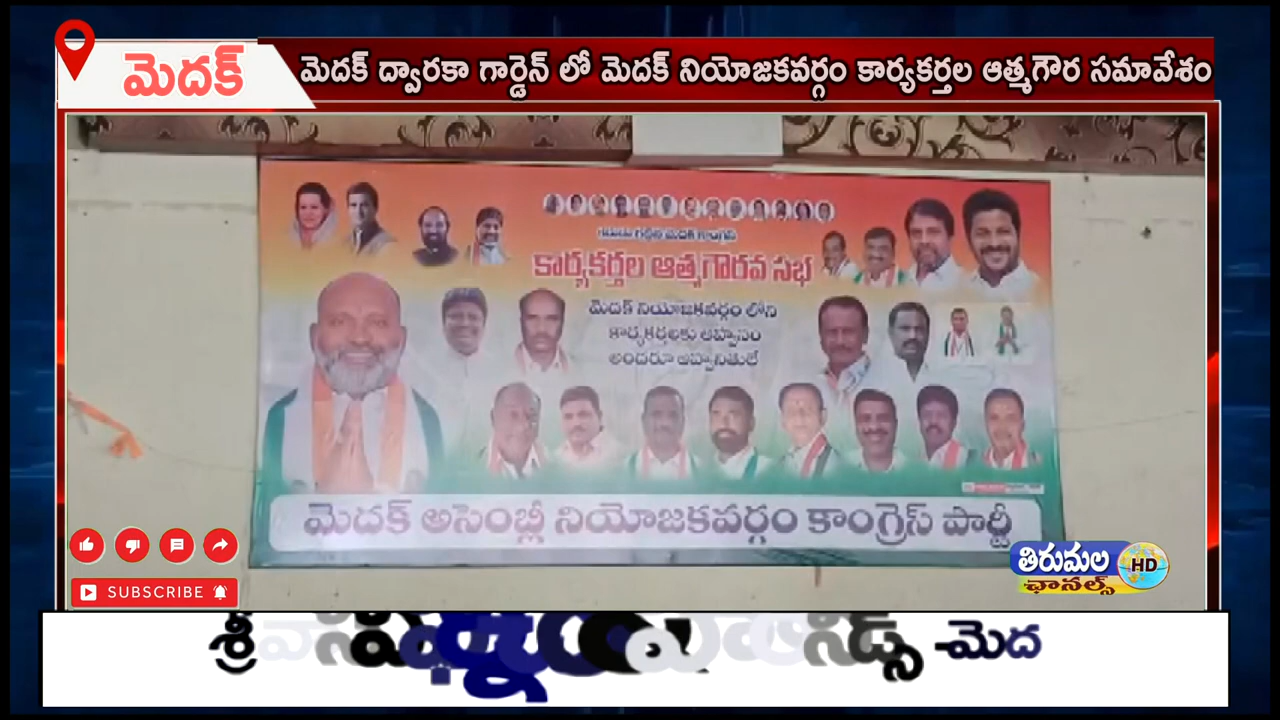 మెదక్
మెదక్ ద్వారకా గార్డెన్ లో మెదక్ నియోజకవర్గం కార్యకర్తల ఆత్మగౌర సమావేశం
కార్యకర్తల ఆత్మగౌరవ సభ
మెదక్ నియోజకవర్గం లోని
కార్యకర్తలకు ఆహ్వానం
అందరూ ఆహ్వానితులే
మెదక్ అసెంబ్లీ నియోజకవర్గం కాంగ్రెస్ పార్టీ
SUBSCRIBE
తిరుమల
HD
ఛానల్స్
-మెద